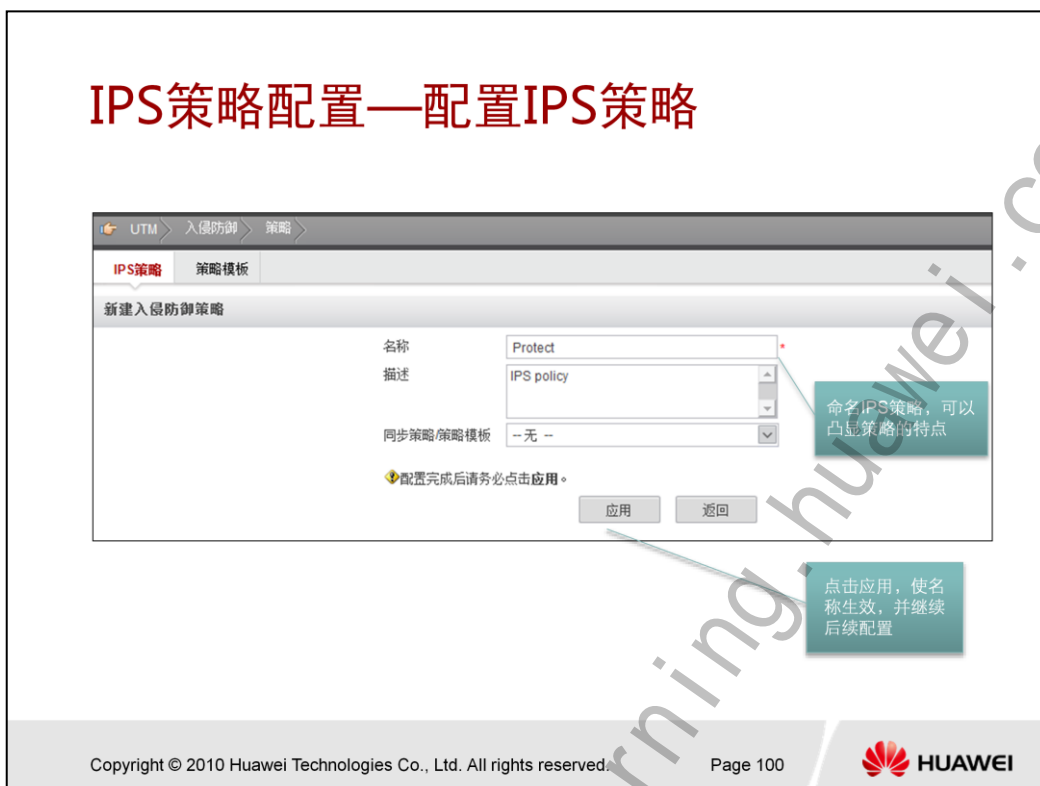 IPS策略配置—配置IPS策略
UTM 入侵防御 策略
IPS策略 策略模板
新建入侵防御策略
名称 Protect *
描述 IPS policy
命名IPS策略，可以
凸显策略的特点
同步策略/策略模板 -- 无 --
配置完成后请务必点击应用。
应用 返回
点击应用，使名
称生效，并继续
后续配置
rning.huawei.c
Copyright © 2010 Huawei Technologies Co., Ltd. All rights reserved.
Page 100
HUAWEI